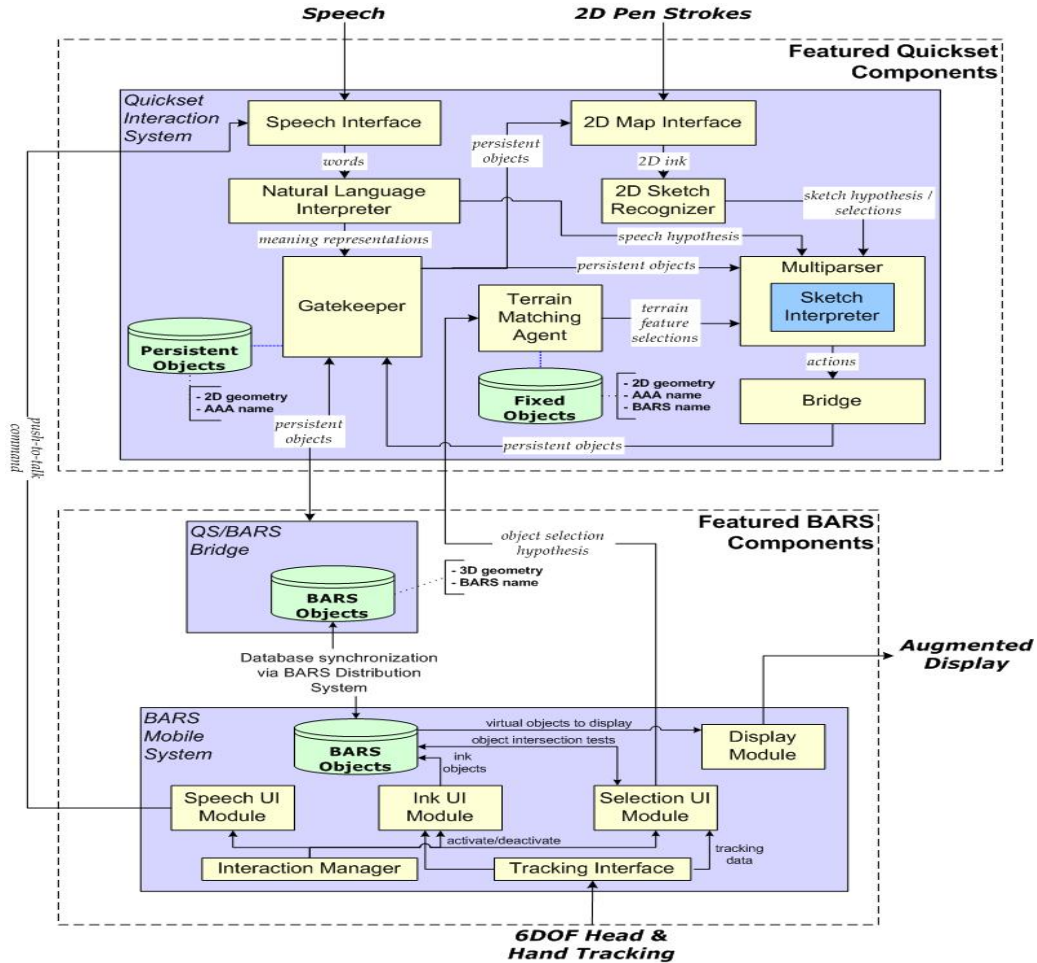 Speech
2D Pen Strokes
Featured Quickset
Components
Quickset
Interaction
System
Speech Interface
2D Map Interface
persistent
objects
words
2D ink
Natural Language
Interpreter
2D Sketch
Recognizer
sketch hypothesis /
selections
meaning representations
speech hypothesis
Gatekeeper
persistent objects
Multiparser
Sketch
Interpreter
Terrain
Matching
Agent
terrain
feature
selections
Persistent
Objects
- 2D geometry
- AAA name
Fixed
Objects
- 2D geometry
- AAA name
- BARS name
actions
Bridge
persistent
objects
persistent objects
push-to-talk
command
Featured BARS
Components
QS/BARS
Bridge
object selection
hypothesis
BARS
Objects
- 3D geometry
- BARS name
Database synchronization
via BARS Distribution
System
Augmented
Display
BARS
Mobile
System
BARS
Objects
virtual objects to display
object intersection tests
ink
objects
Display
Module
Speech UI
Module
Ink UI
Module
Selection UI
Module
activate/deactivate
tracking
data
Interaction Manager
Tracking Interface
6DOF Head &
Hand Tracking